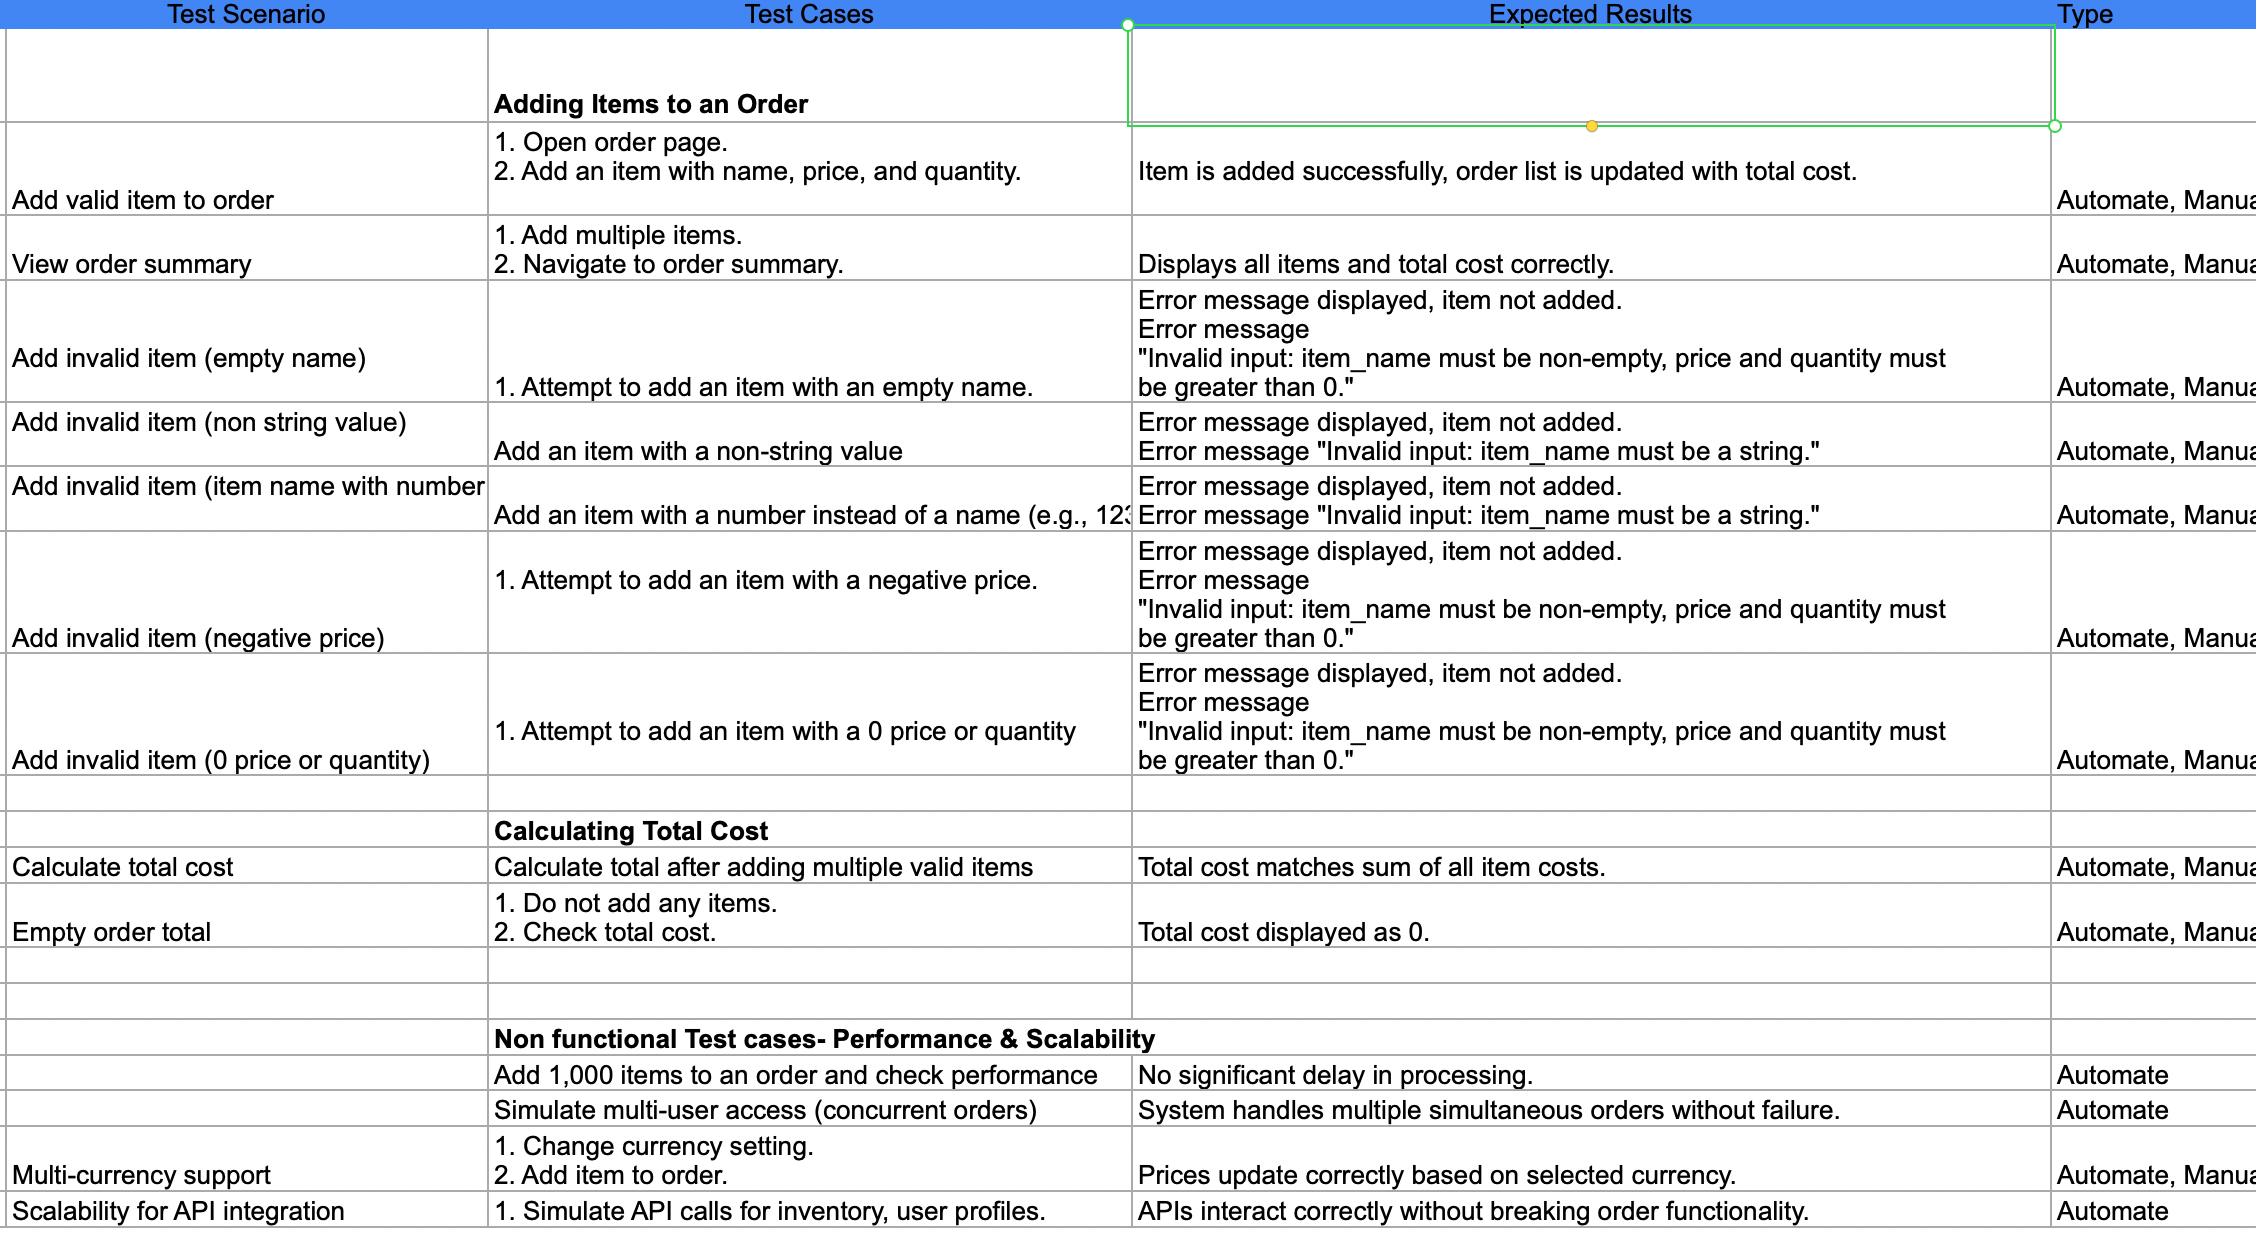 Test Scenario
Test Cases
Expected Results
Type
Adding Items to an Order
Add valid item to order
1. Open order page.
2. Add an item with name, price, and quantity.
Item is added successfully, order list is updated with total cost.
Automate, Manua
View order summary
1. Add multiple items.
2. Navigate to order summary.
Displays all items and total cost correctly.
Automate, Manua
Add invalid item (empty name)
1. Attempt to add an item with an empty name.
Error message displayed, item not added.
Error message
"Invalid input: item_name must be non-empty, price and quantity must
be greater than 0."
Automate, Manua
Add invalid item (non string value)
Add an item with a non-string value
Error message displayed, item not added.
Error message "Invalid input: item_name must be a string."
Automate, Manua
Add invalid item (item name with number
Add an item with a number instead of a name (e.g., 123
Error message displayed, item not added.
Error message "Invalid input: item_name must be a string."
Automate, Manua
Add invalid item (negative price)
1. Attempt to add an item with a negative price.
Error message displayed, item not added.
Error message
"Invalid input: item_name must be non-empty, price and quantity must
be greater than 0."
Automate, Manua
Add invalid item (0 price or quantity)
1. Attempt to add an item with a 0 price or quantity
Error message displayed, item not added.
Error message
"Invalid input: item_name must be non-empty, price and quantity must
be greater than 0."
Automate, Manua
Calculating Total Cost
Calculate total cost
Calculate total after adding multiple valid items
Total cost matches sum of all item costs.
Automate, Manua
Empty order total
1. Do not add any items.
2. Check total cost.
Total cost displayed as 0.
Automate, Manua
Non functional Test cases- Performance & Scalability
Add 1,000 items to an order and check performance
No significant delay in processing.
Automate
Simulate multi-user access (concurrent orders)
System handles multiple simultaneous orders without failure.
Automate
Multi-currency support
1. Change currency setting.
2. Add item to order.
Prices update correctly based on selected currency.
Automate, Manua
Scalability for API integration
1. Simulate API calls for inventory, user profiles.
APIs interact correctly without breaking order functionality.
Automate